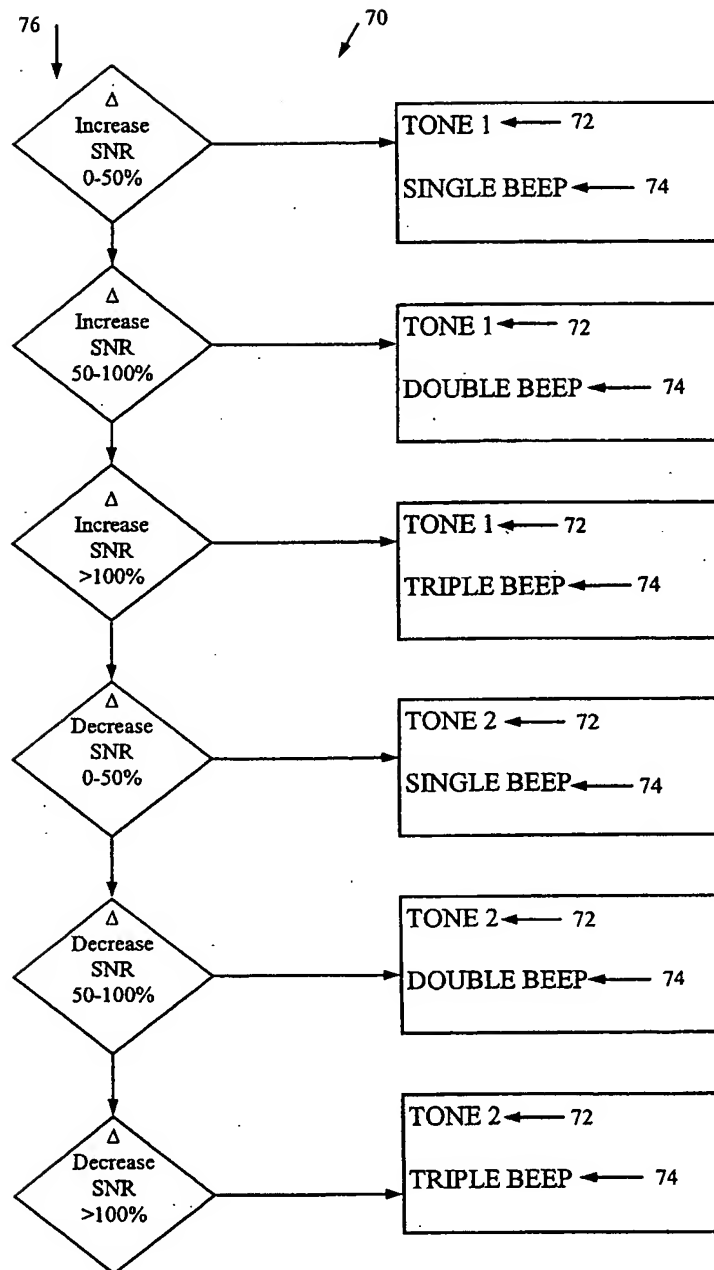 76
70
Δ
Increase
SNR
0-50%
TONE 1 72
SINGLE BEEP 74
Δ
Increase
SNR
50-100%
TONE 1 72
DOUBLE BEEP 74
Δ
Increase
SNR
>100%
TONE 1 72
TRIPLE BEEP 74
Δ
Decrease
SNR
0-50%
TONE 2 72
SINGLE BEEP 74
Δ
Decrease
SNR
50-100%
TONE 2 72
DOUBLE BEEP 74
Δ
Decrease
SNR
>100%
TONE 2 72
TRIPLE BEEP 74